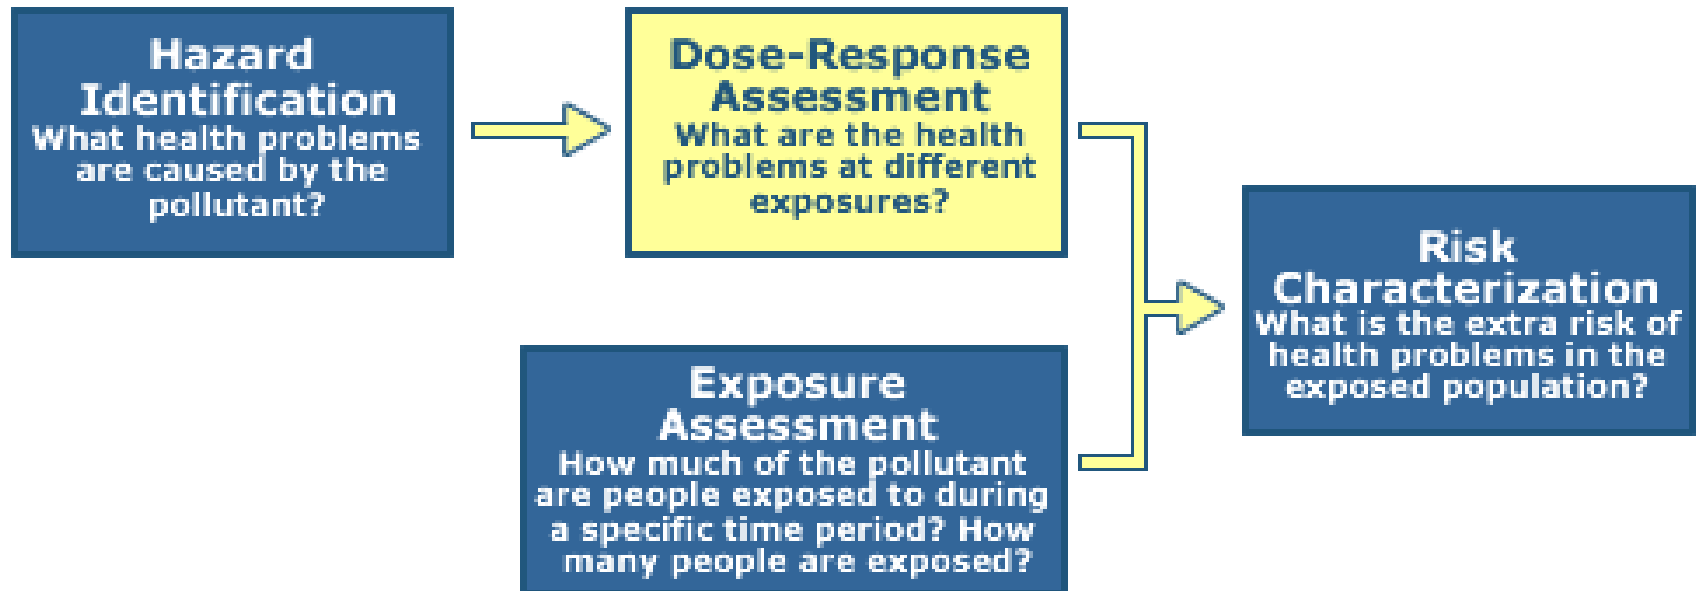 Hazard
Identification
What health problems
are caused by the
pollutant?
Dose-Response
Assessment
What are the health
problems at different
exposures?
Exposure
Assessment
How much of the pollutant
are people exposed to during
a specific time period? How
many people are exposed?
Risk
Characterization
What is the extra risk of
health problems in the
exposed population?